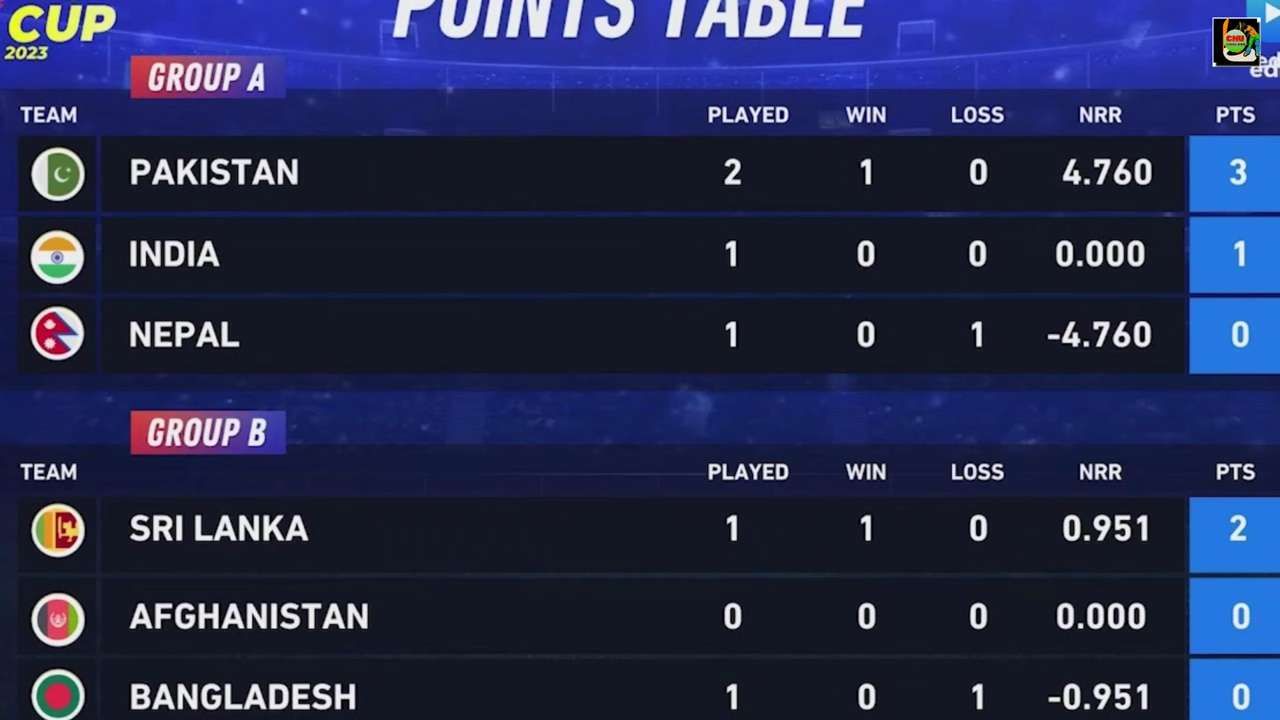 CUP
2023
POINTS TABLE
CNU
ed
GROUP A
TEAM PLAYED WIN LOSS NRR PTS
PAKISTAN 2 1 0 4.760 3
INDIA 1 0 0 0.000 1
NEPAL 1 0 1 -4.760 0
GROUP B
TEAM PLAYED WIN LOSS NRR PTS
SRI LANKA 1 1 0 0.951 2
AFGHANISTAN 0 0 0 0.000 0
BANGLADESH 1 0 1 -0.951 0